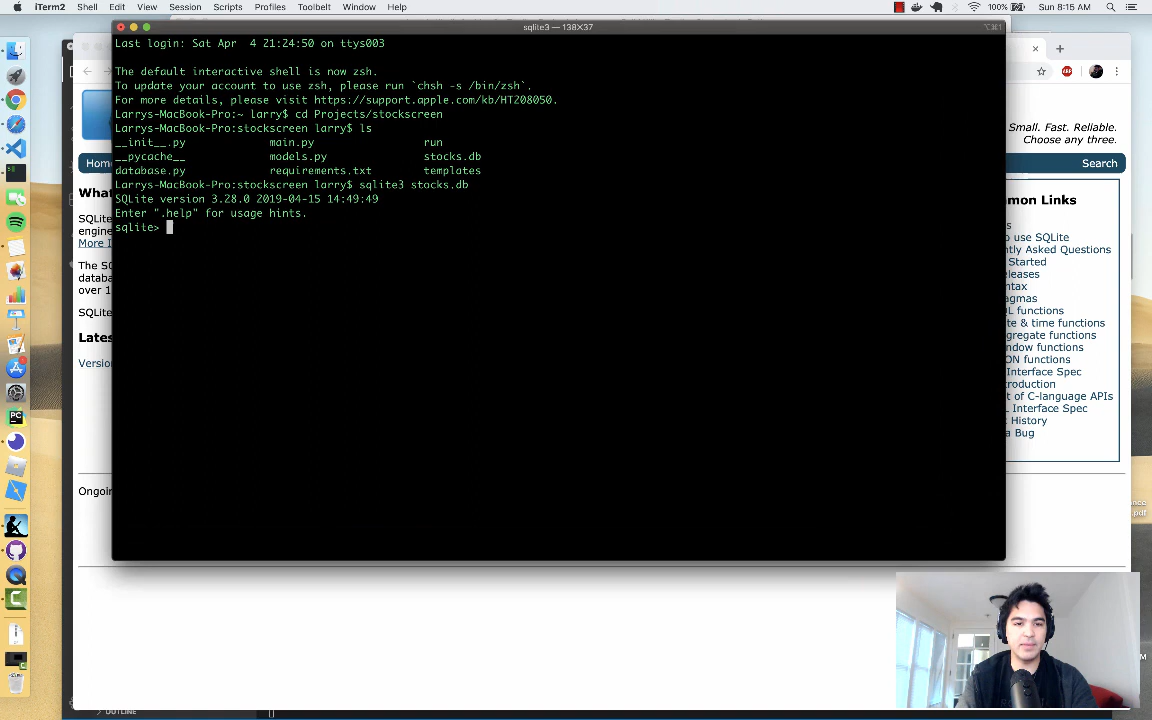 iTerm2 Shell Edit View Session Scripts Profiles Toolbelt Window Help 100% Sun 8:15 AM
sqlite3 — 138×37
Last login: Sat Apr  4 21:24:50 on ttys003
The default interactive shell is now zsh.
To update your account to use zsh, please run `chsh -s /bin/zsh`.
For more details, please visit https://support.apple.com/kb/HT208050.
Larrys-MacBook-Pro:~ larry$ cd Projects/stockscreen
Larrys-MacBook-Pro:stockscreen larry$ ls
__init__.py main.py run
__pycache__ models.py stocks.db
database.py requirements.txt templates
Larrys-MacBook-Pro:stockscreen larry$ sqlite3 stocks.db
SQLite version 3.28.0 2019-04-15 14:49:49
Enter ".help" for usage hints.
sqlite>
Small. Fast. Reliable.
Choose any three.
Hom
Search
What
SQLite
engine
More I
The SQ
databa
over 1
SQLite
Lates
Versio
Ongoin
mon Links
s
o use SQLite
ntly Asked Questions
Started
leases
ntax
agmas
L functions
te & time functions
gregate functions
ndow functions
ON functions
Interface Spec
roduction
t of C-language APIs
L Interface Spec
History
a Bug
nce
.pdf
M
OUTLINE